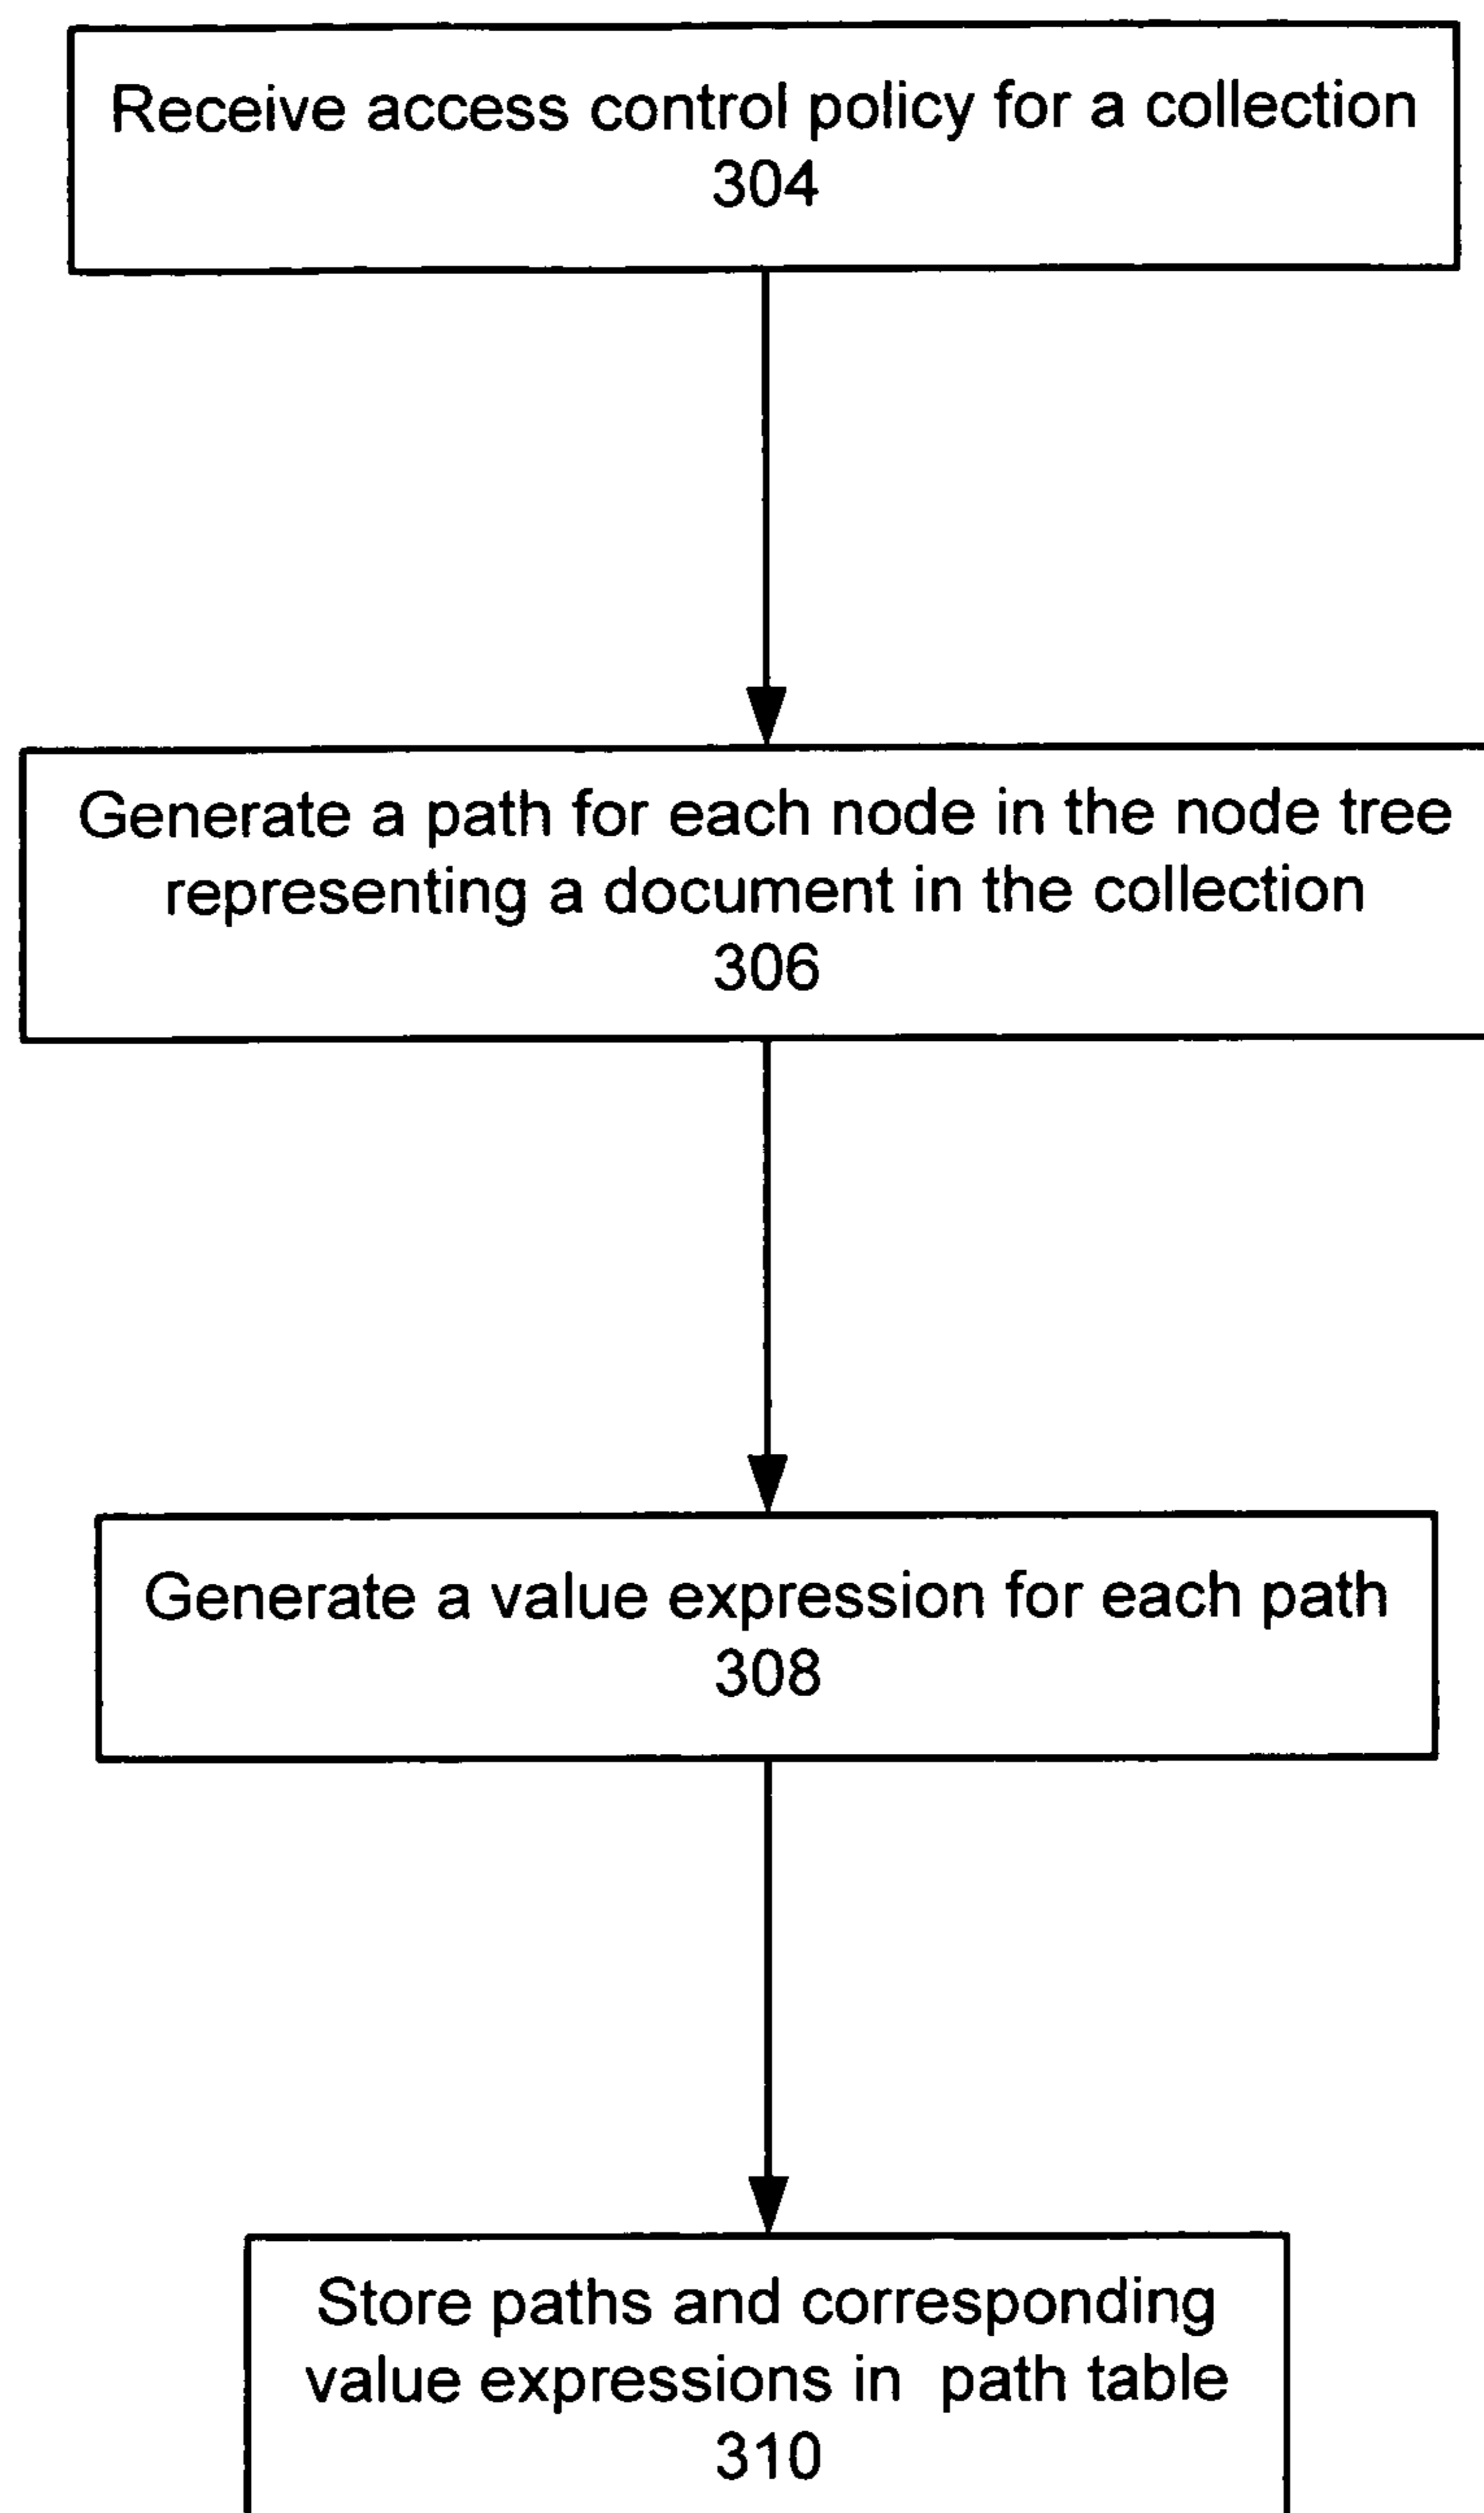 Receive access control policy for a collection
304
Generate a path for each node in the node tree
representing a document in the collection
306
Generate a value expression for each path
308
Store paths and corresponding
value expressions in path table
310